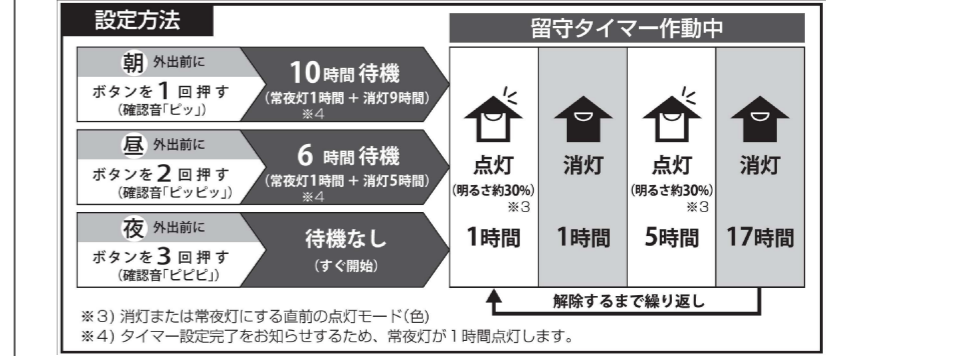 設定方法
留守タイマー作動中
朝 外出前に
ボタンを1回押す
(確認音「ピッ」)
10時間待機
(常夜灯1時間 + 消灯9時間)
※4
昼 外出前に
ボタンを2回押す
(確認音「ピッピッ」)
6 時間待機
(常夜灯1時間 + 消灯5時間)
※4
夜 外出前に
ボタンを3回押す
(確認音「ピピピ」)
待機なし
(すぐ開始)
点灯
(明るさ約30%)
※3
1時間
消灯
1時間
点灯
(明るさ約30%)
※3
5時間
消灯
17時間
解除するまで繰り返し
※3) 消灯または常夜灯にする直前の点灯モード(色)
※4) タイマー設定完了をお知らせするため、常夜灯が1時間点灯します。